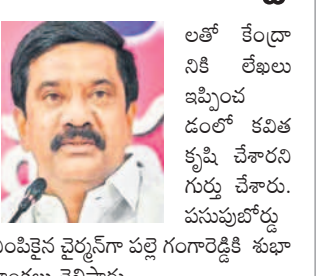 లతో కేంద్రా
నికి లేఖలు
ఇప్పించ
డంలో కవిత
కృషి చేశారని
గుర్తు చేశారు.
పసుపుబోర్డు
ంపికైన చైర్మన్‌గా పల్లె గంగారెడ్డికి శుభా